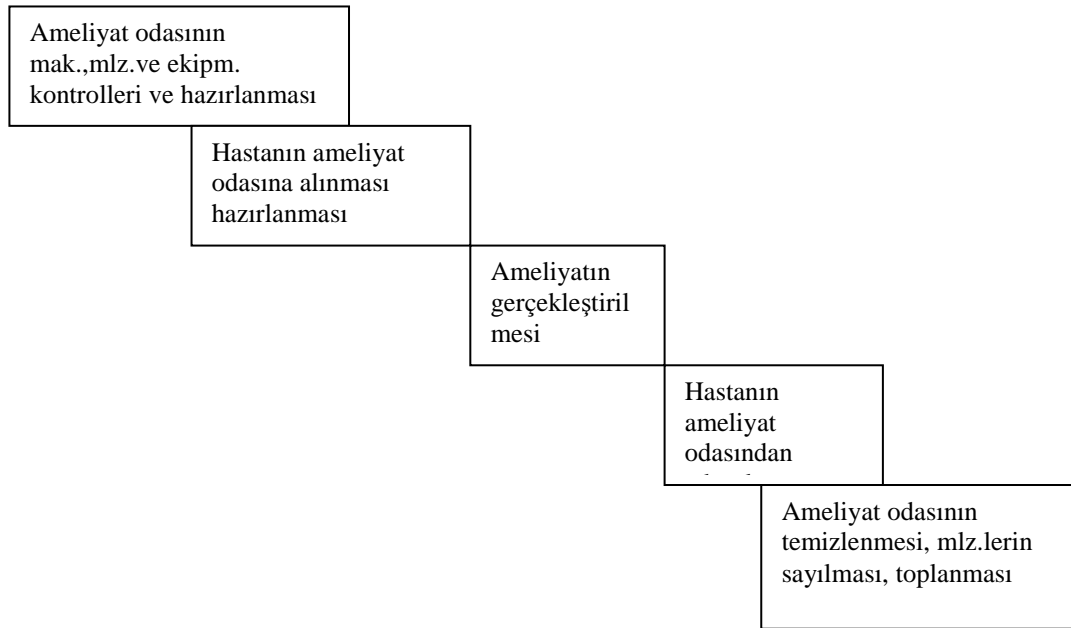 Ameliyat odasının
mak.,mlz.ve ekipm.
kontrolleri ve hazırlanması
Hastanın ameliyat
odasına alınması
hazırlanması
Ameliyatın
gerçekleştiril
mesi
Hastanın
ameliyat
odasından
Ameliyat odasının
temizlenmesi, mlz.lerin
sayılması, toplanması